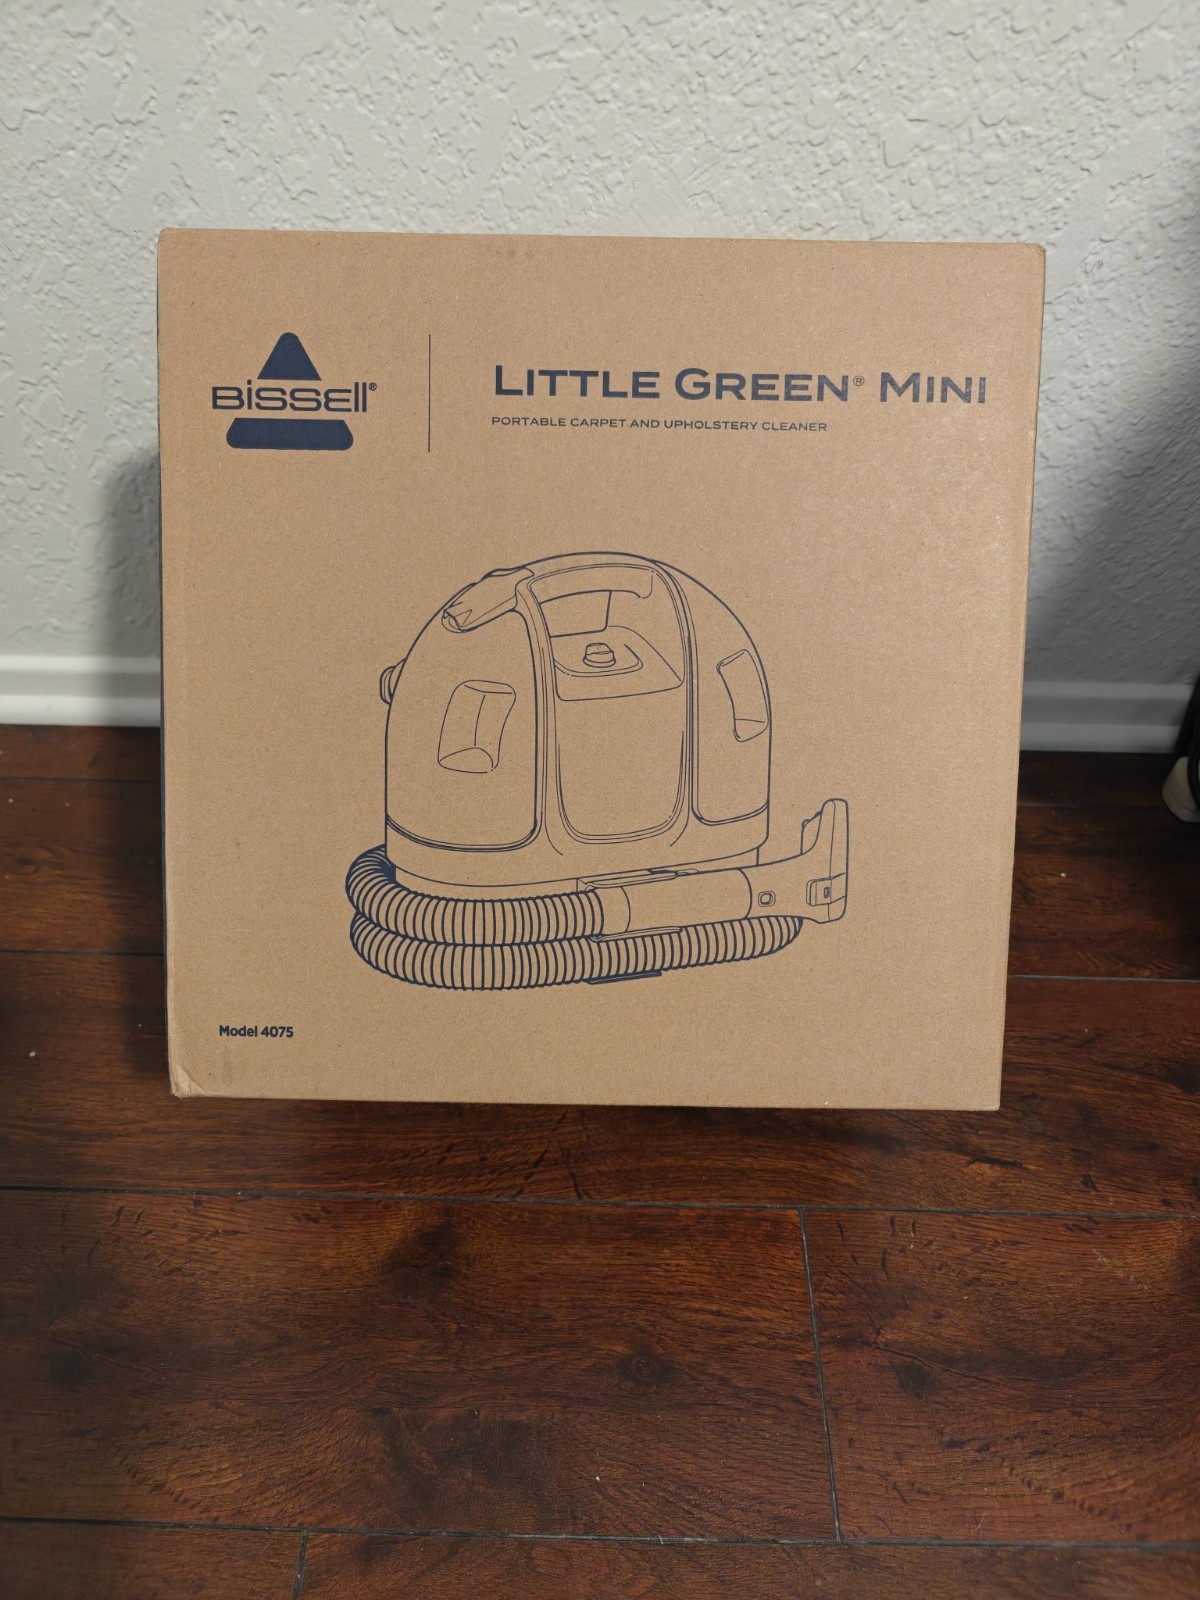 BiSSELL®
LITTLE GREEN® MINI
PORTABLE CARPET AND UPHOLSTERY CLEANER
Model 4075